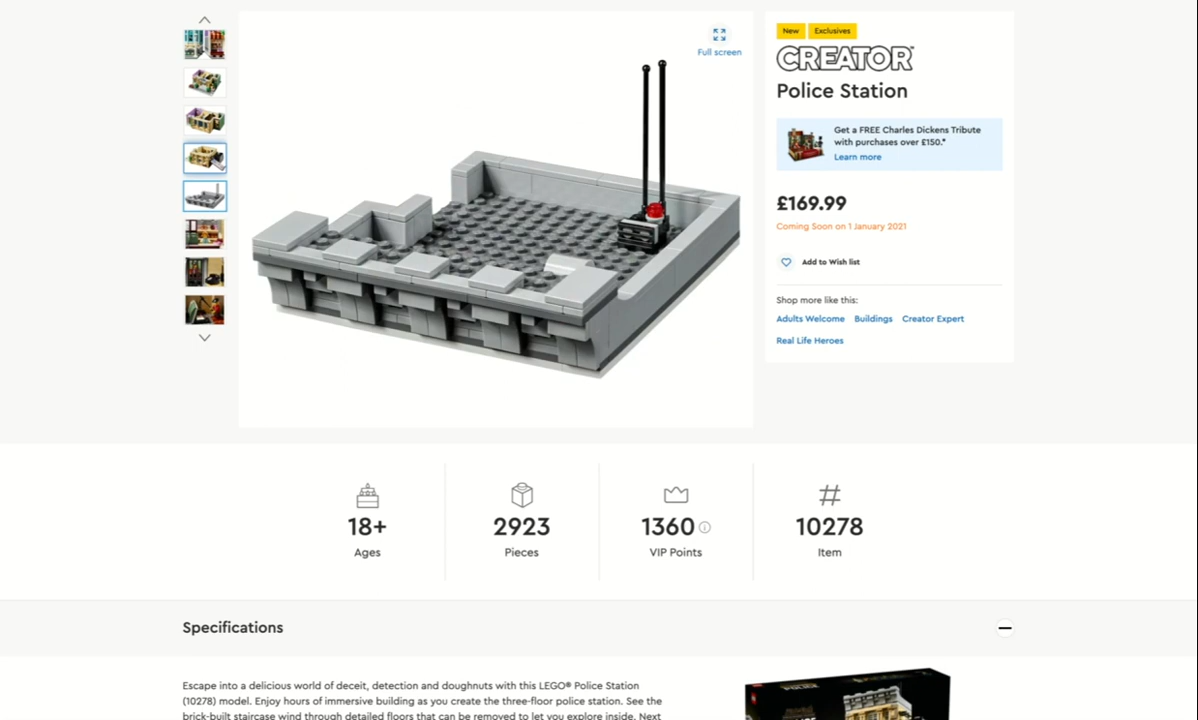 Full screen
New Exclusives
CREATOR
Police Station
Get a FREE Charles Dickens Tribute
with purchases over £150.*
Learn more
£169.99
Coming Soon on 1 January 2021
Add to Wish list
Shop more like this:
Adults Welcome Buildings Creator Expert
Real Life Heroes
18+ 2923 1360 10278
Ages Pieces VIP Points Item
Specifications
Escape into a delicious world of deceit, detection and doughnuts with this LEGO® Police Station
(10278) model. Enjoy hours of immersive building as you create the three-floor police station. See the
brick-built staircase wind through detailed floors that can be removed to let you explore inside. Next